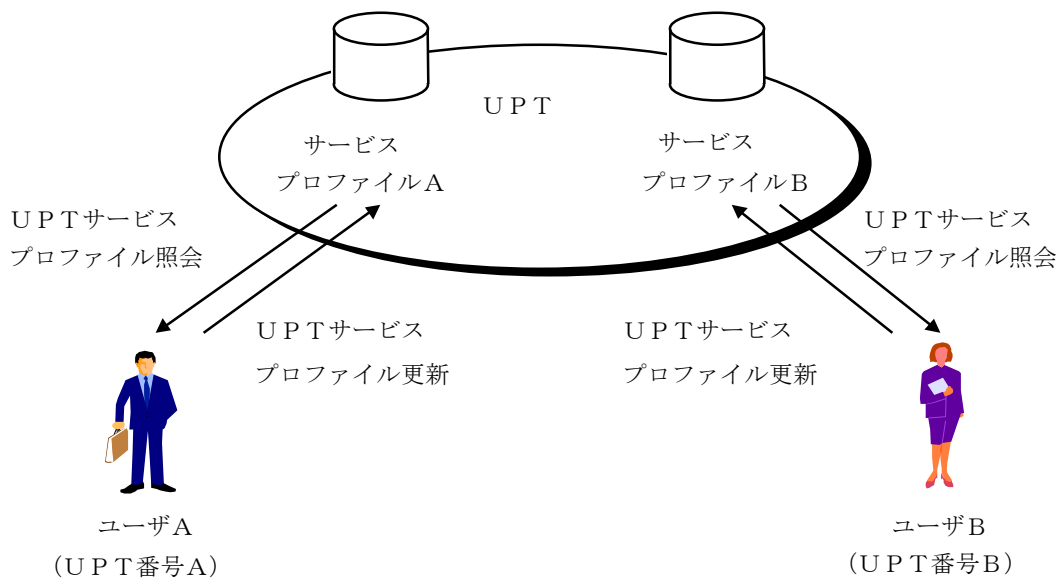 UPT
サービス
プロファイルA
サービス
プロファイルB
UPTサービス
プロファイル照会
UPTサービス
プロファイル照会
UPTサービス
プロファイル更新
UPTサービス
プロファイル更新
ユーザA
(UPT番号A)
ユーザB
(UPT番号B)